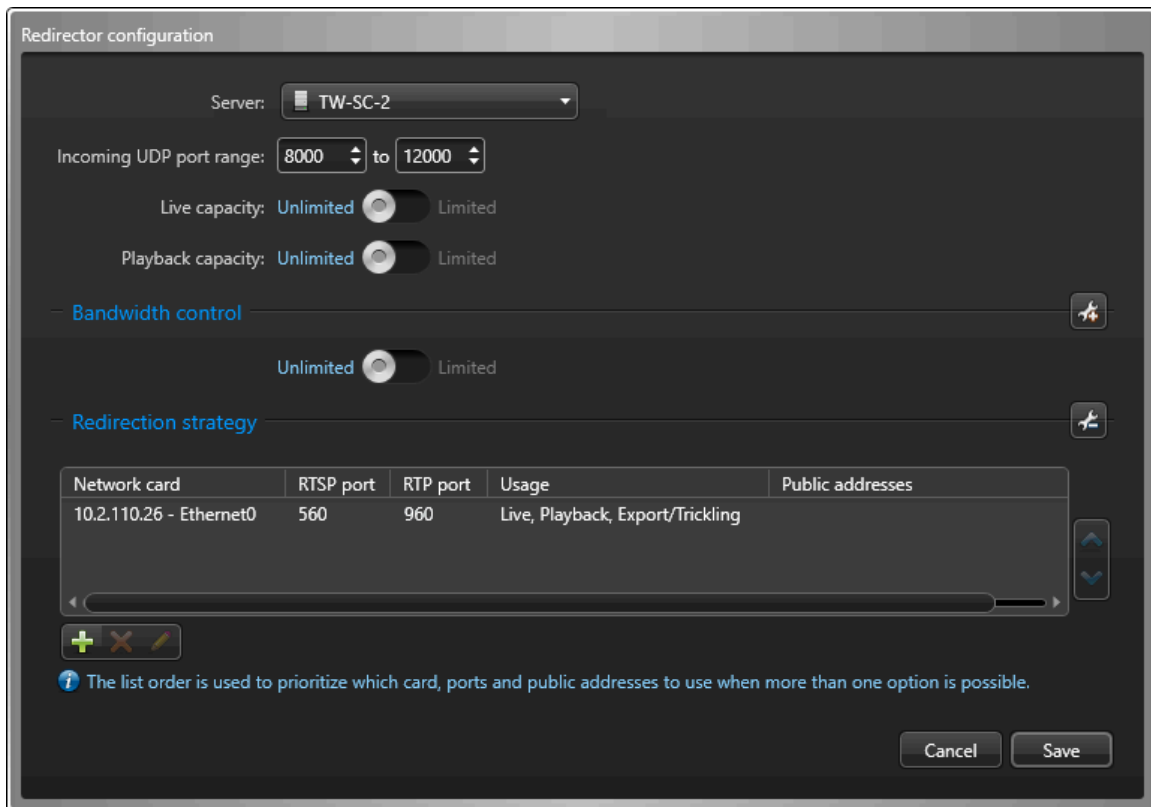 Redirector configuration
Server: TW-SC-2
Incoming UDP port range: 8000 to 12000
Live capacity: Unlimited Limited
Playback capacity: Unlimited Limited
Bandwidth control
Unlimited Limited
Redirection strategy
Network card RTSP port RTP port Usage Public addresses
10.2.110.26 - Ethernet0 560 960 Live, Playback, Export/Trickling
The list order is used to prioritize which card, ports and public addresses to use when more than one option is possible.
Cancel Save